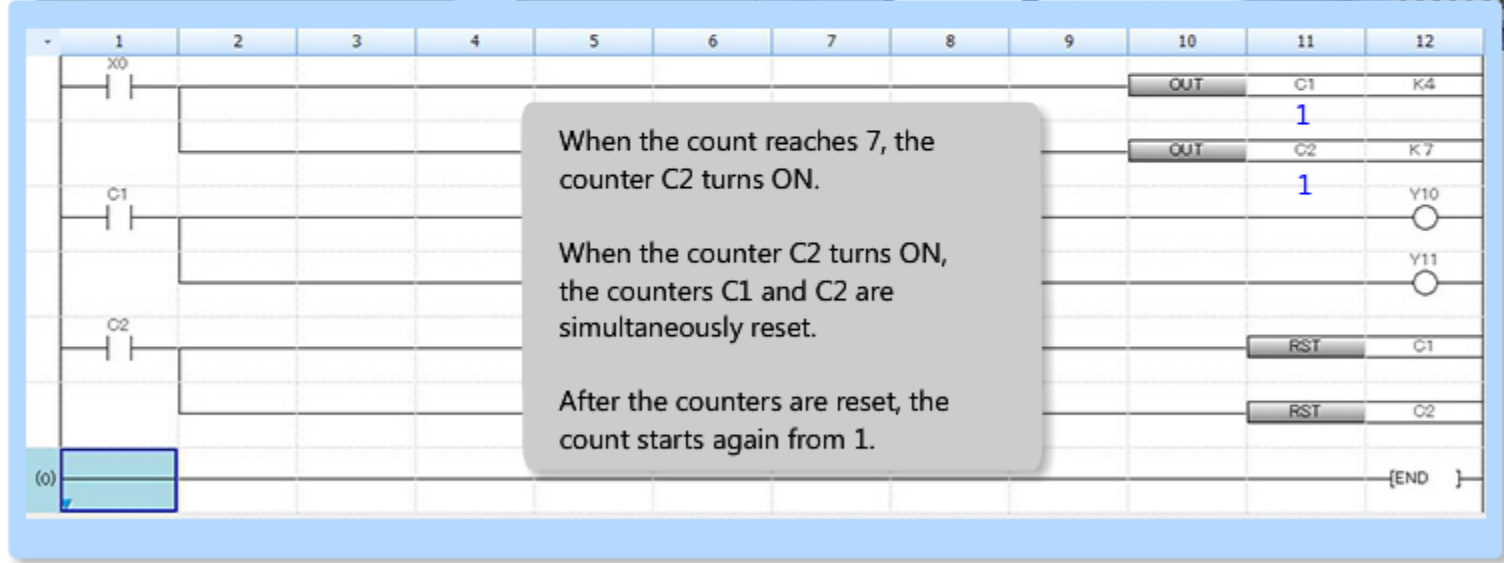 1 2 3 4 5 6 7 8 9 10 11 12
X0
OUT C1 K4
1
OUT C2 K7
1
C1
Y10
Y11
C2
RST C1
RST C2
(0)
[END ]
When the count reaches 7, the
counter C2 turns ON.
When the counter C2 turns ON,
the counters C1 and C2 are
simultaneously reset.
After the counters are reset, the
count starts again from 1.